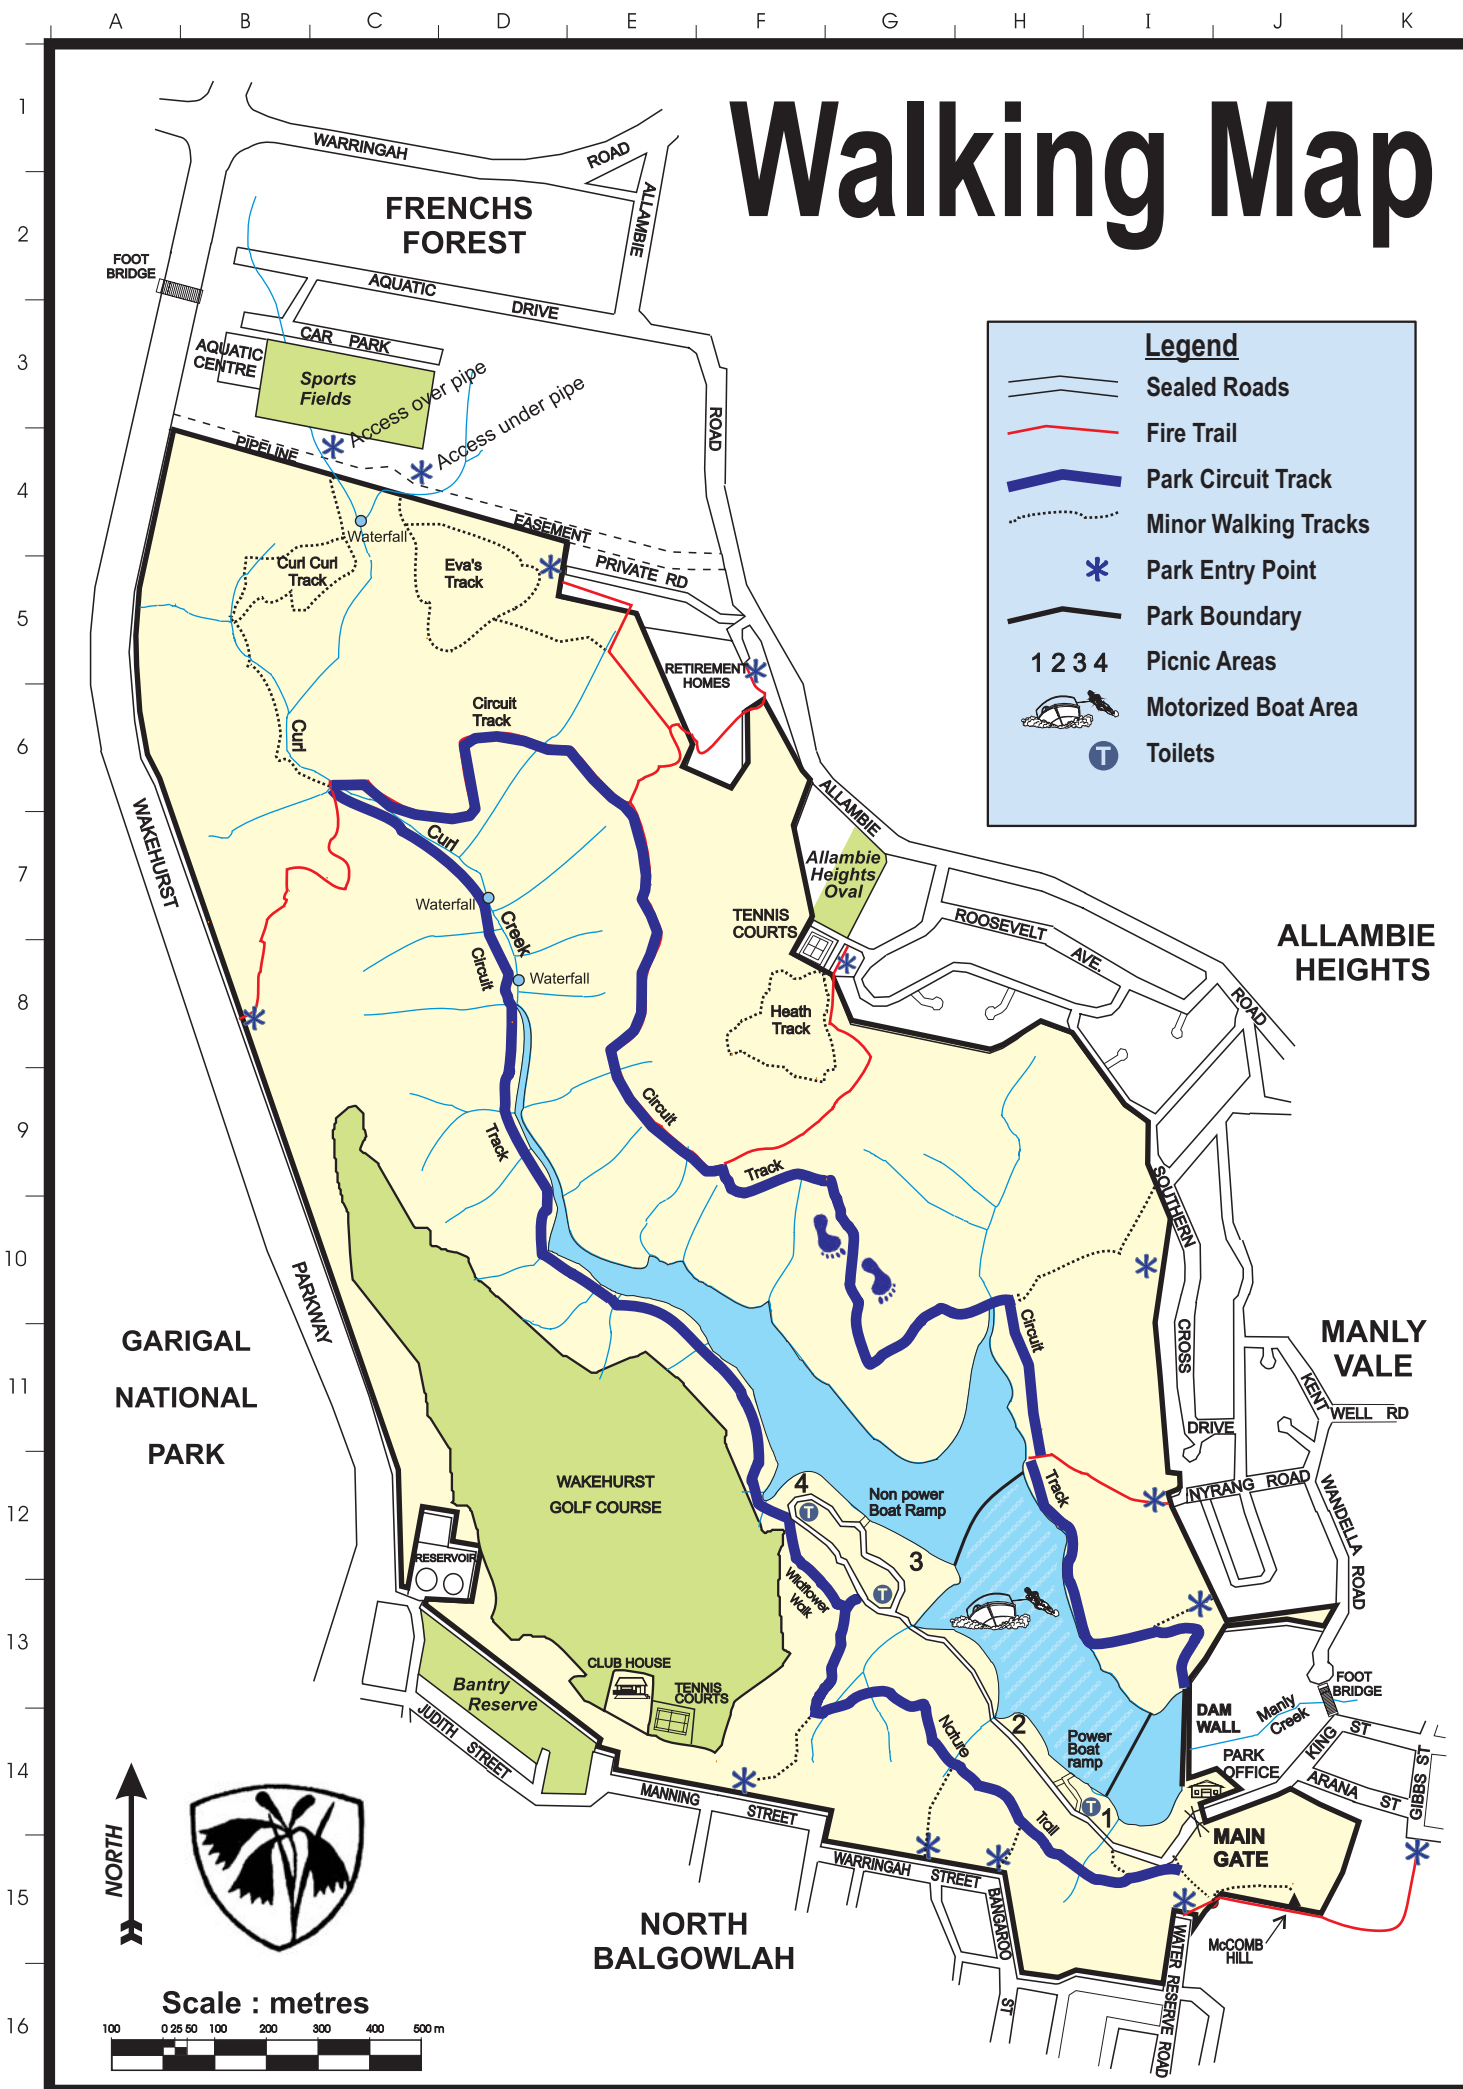 A B C D E F G H I J K
1
2
3
4
5
6
7
8
9
10
11
12
13
14
15
16
Walking Map
WARRINGAH
ROAD
ALLAMBIE
FRENCHS
FOREST
FOOT
BRIDGE
AQUATIC
DRIVE
CAR PARK
AQUATIC
CENTRE
Sports
Fields
Access over pipe
Access under pipe
ROAD
PIPELINE
EASEMENT
PRIVATE RD
Legend
Sealed Roads
Fire Trail
Park Circuit Track
Minor Walking Tracks
Park Entry Point
Park Boundary
1 2 3 4 Picnic Areas
Motorized Boat Area
T Toilets
Waterfall
Curl Curl
Track
Eva's
Track
RETIREMENT
HOMES
Circuit
Track
Curl
WAKEHURST
ALLAMBIE
Curl
Allambie
Heights
Oval
Waterfall
Creek
TENNIS
COURTS
ROOSEVELT
AVE.
ALLAMBIE
HEIGHTS
Circuit
Waterfall
Heath
Track
ROAD
Circuit
Track
Track
SOUTHERN
PARKWAY
Circuit
CROSS
GARIGAL
NATIONAL
PARK
MANLY
VALE
KENT
WELL RD
DRIVE
WAKEHURST
GOLF COURSE
4
T
Non power
Boat Ramp
Track
NYRANG ROAD
WANDELLA
ROAD
RESERVOIR
3
T
Wildflower
Walk
CLUB HOUSE
TENNIS
COURTS
Bantry
Reserve
FOOT
BRIDGE
DAM
WALL
Manly
Creek
KING ST
2
Nature
Power
Boat
ramp
PARK
OFFICE
JUDITH
STREET
ARANA
ST
GIBBS ST
MANNING
STREET
T
1
Trail
MAIN
GATE
NORTH
WARRINGAH STREET
BANGAROO
ST
WATER RESERVE ROAD
McCOMB
HILL
NORTH
BALGOWLAH
Scale : metres
100 0 25 50 100 200 300 400 500 m